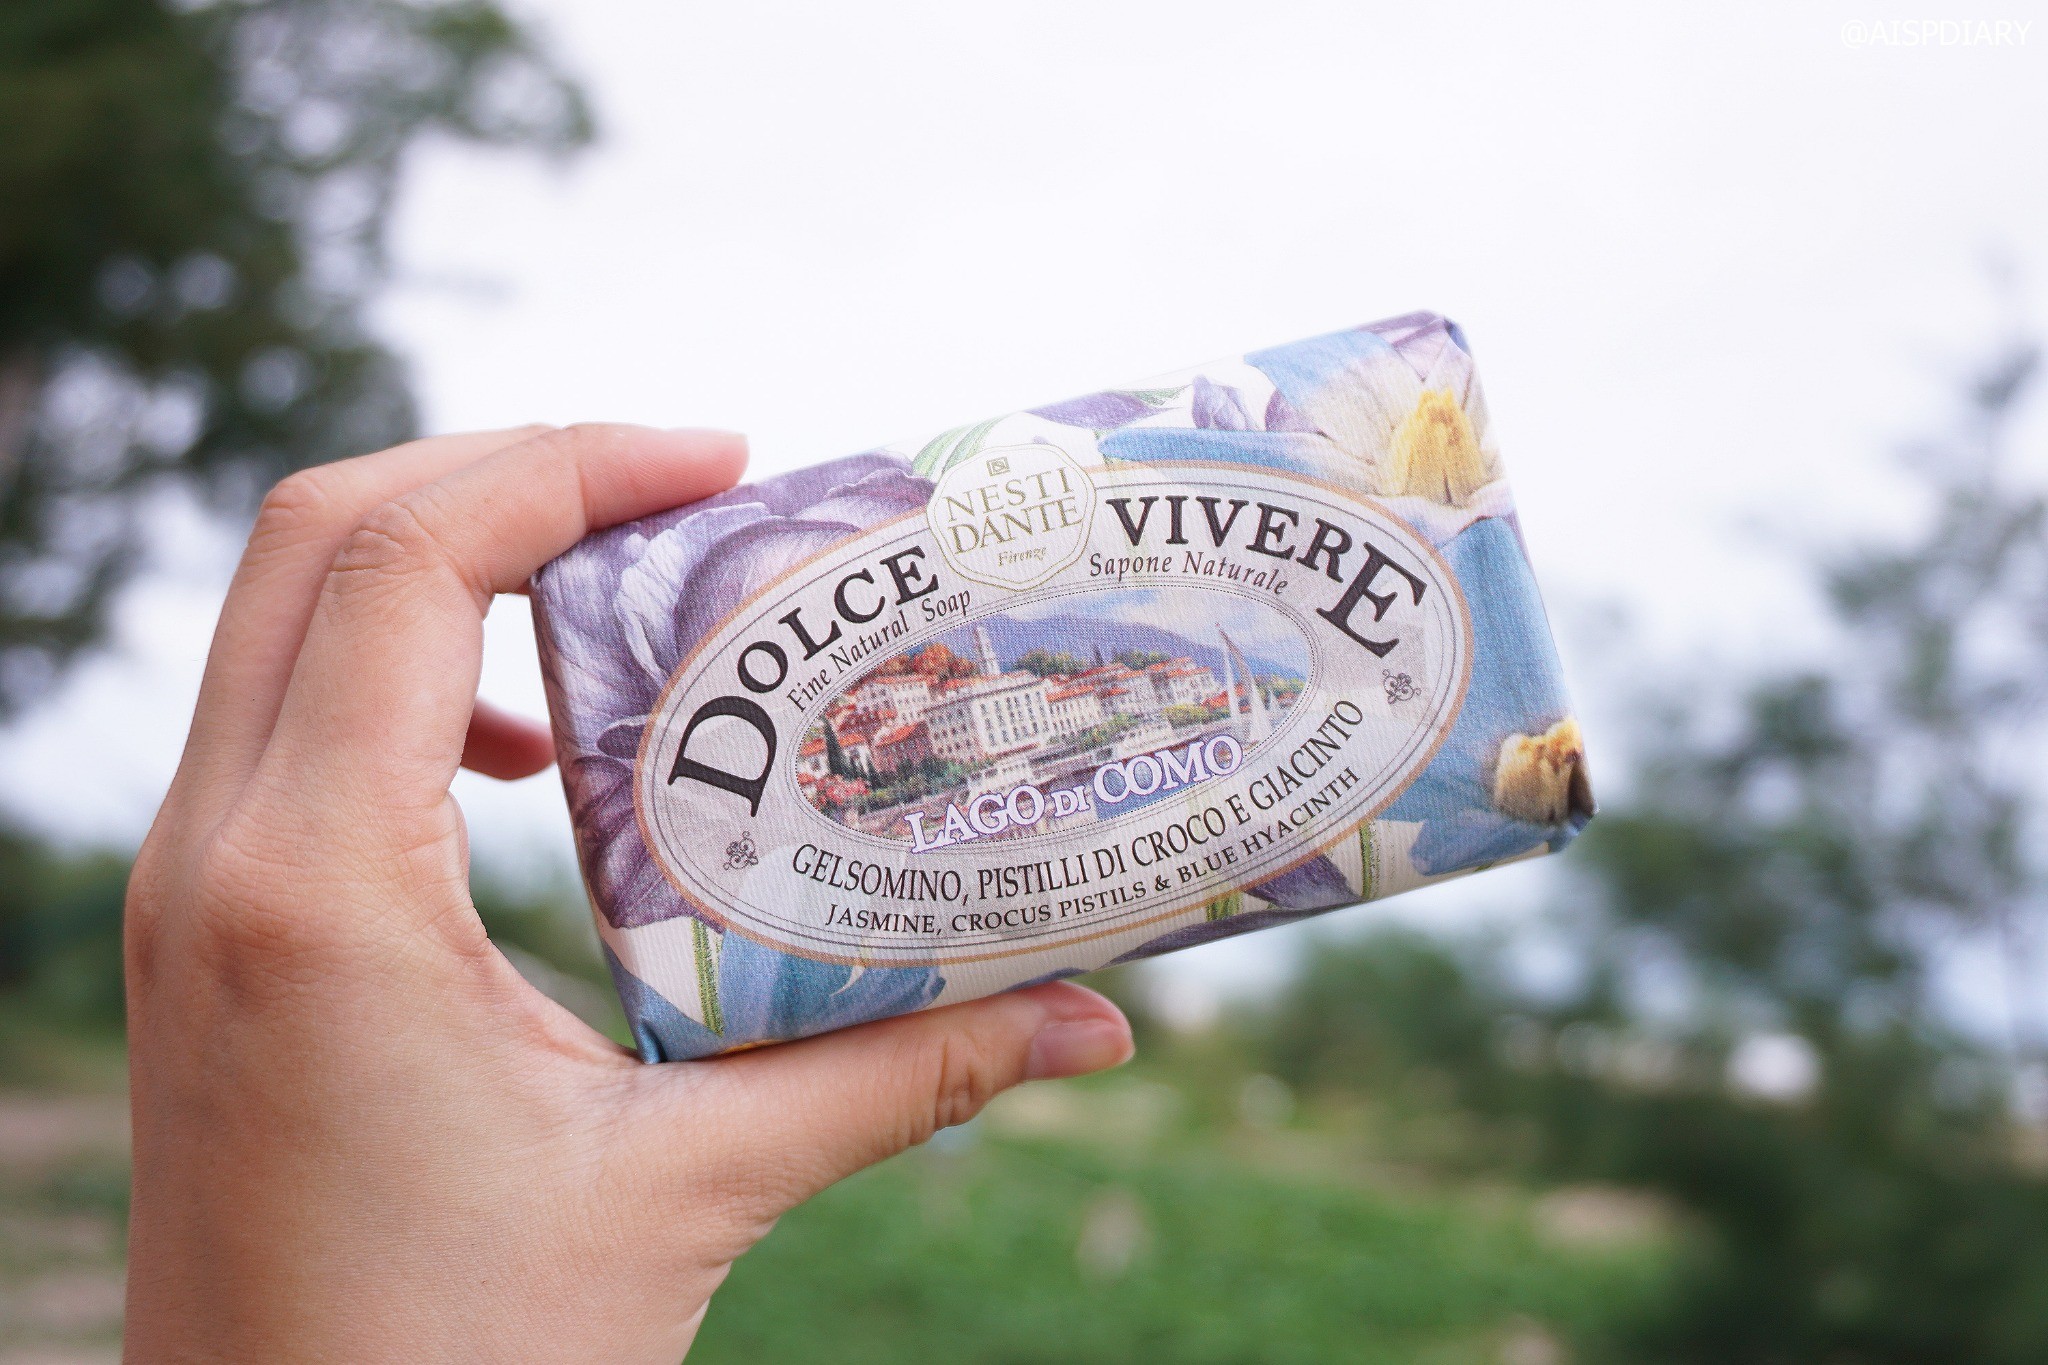 @AISPDIARY
NESTI
DANTE
Firenze
DOLCE VIVERE
Fine Natural Soap
Sapone Naturale
LAGO DI COMO
GELSOMINO, PISTILLI DI CROCO E GIACINTO
JASMINE, CROCUS PISTILS & BLUE HYACINTH